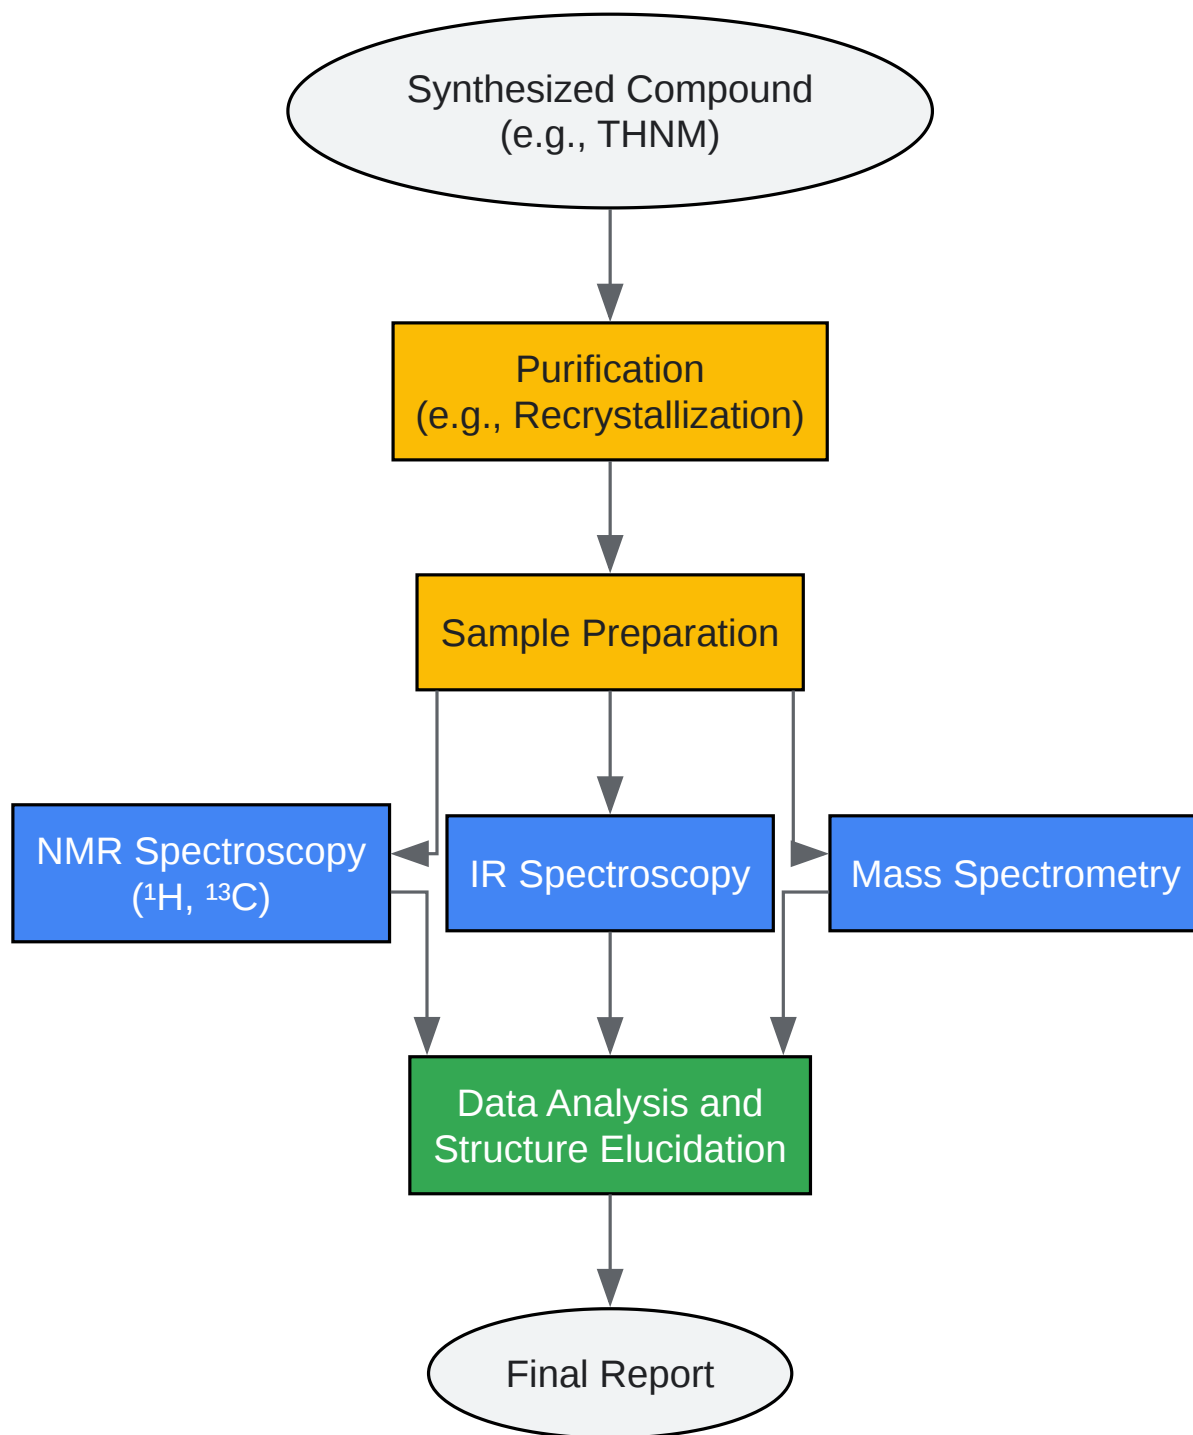 Synthesized Compound
(e.g., THNM)
Purification
(e.g., Recrystallization)
Sample Preparation
NMR Spectroscopy
(¹H, ¹³C)
IR Spectroscopy
Mass Spectrometry
Data Analysis and
Structure Elucidation
Final Report